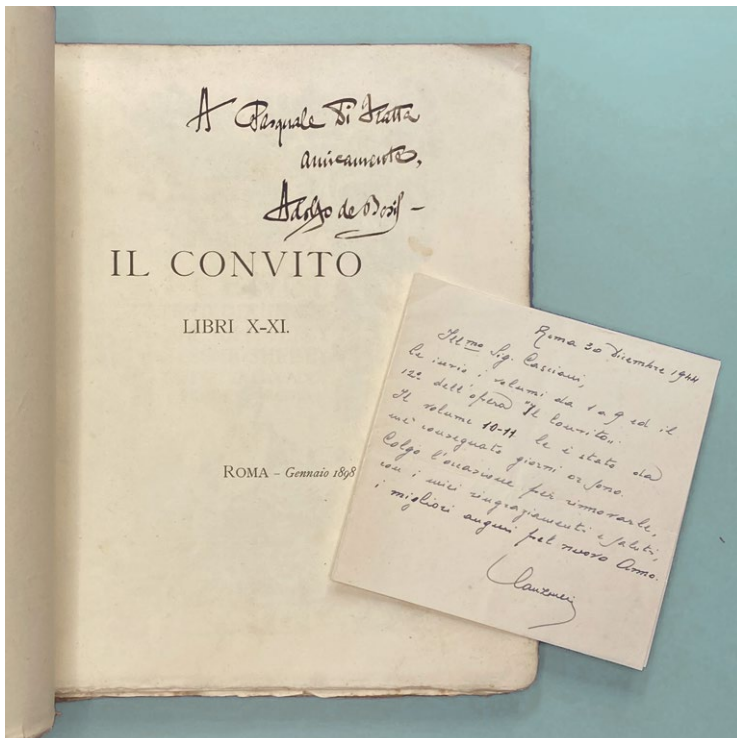 A Pasquale Di Fratta
amicamente,
Adolfo de Bosis -
IL CONVITO
LIBRI X-XI.
ROMA - Gennaio 1898
Roma 30 Dicembre 1944
Ill.mo Sig. Casciani,
Le invio i volumi da 1 a 9 ed il
12° dell'opera "Il Convito„:
Il volume 10-11 le è stato da
me consegnato giorni or sono.
Colgo l'occasione per rinnovarle,
con i miei ringraziamenti e saluti,
i migliori auguri pel nuovo Anno.